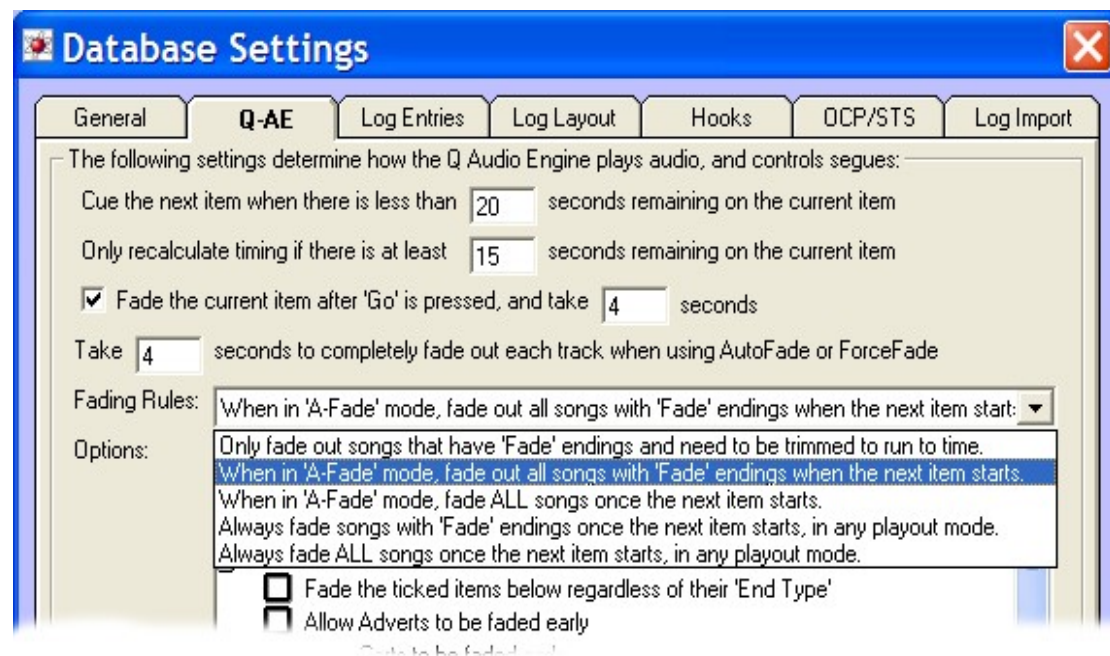 Database Settings
General Q-AE Log Entries Log Layout Hooks OCP/STS Log Import
The following settings determine how the Q Audio Engine plays audio, and controls segues:
Cue the next item when there is less than 20 seconds remaining on the current item
Only recalculate timing if there is at least 15 seconds remaining on the current item
Fade the current item after 'Go' is pressed, and take 4 seconds
Take 4 seconds to completely fade out each track when using AutoFade or ForceFade
Fading Rules: When in 'A-Fade' mode, fade out all songs with 'Fade' endings when the next item start
Options: Only fade out songs that have 'Fade' endings and need to be trimmed to run to time.
When in 'A-Fade' mode, fade out all songs with 'Fade' endings when the next item starts.
When in 'A-Fade' mode, fade ALL songs once the next item starts.
Always fade songs with 'Fade' endings once the next item starts, in any playout mode.
Always fade ALL songs once the next item starts, in any playout mode.
Fade the ticked items below regardless of their 'End Type'
Allow Adverts to be faded early
to be faded